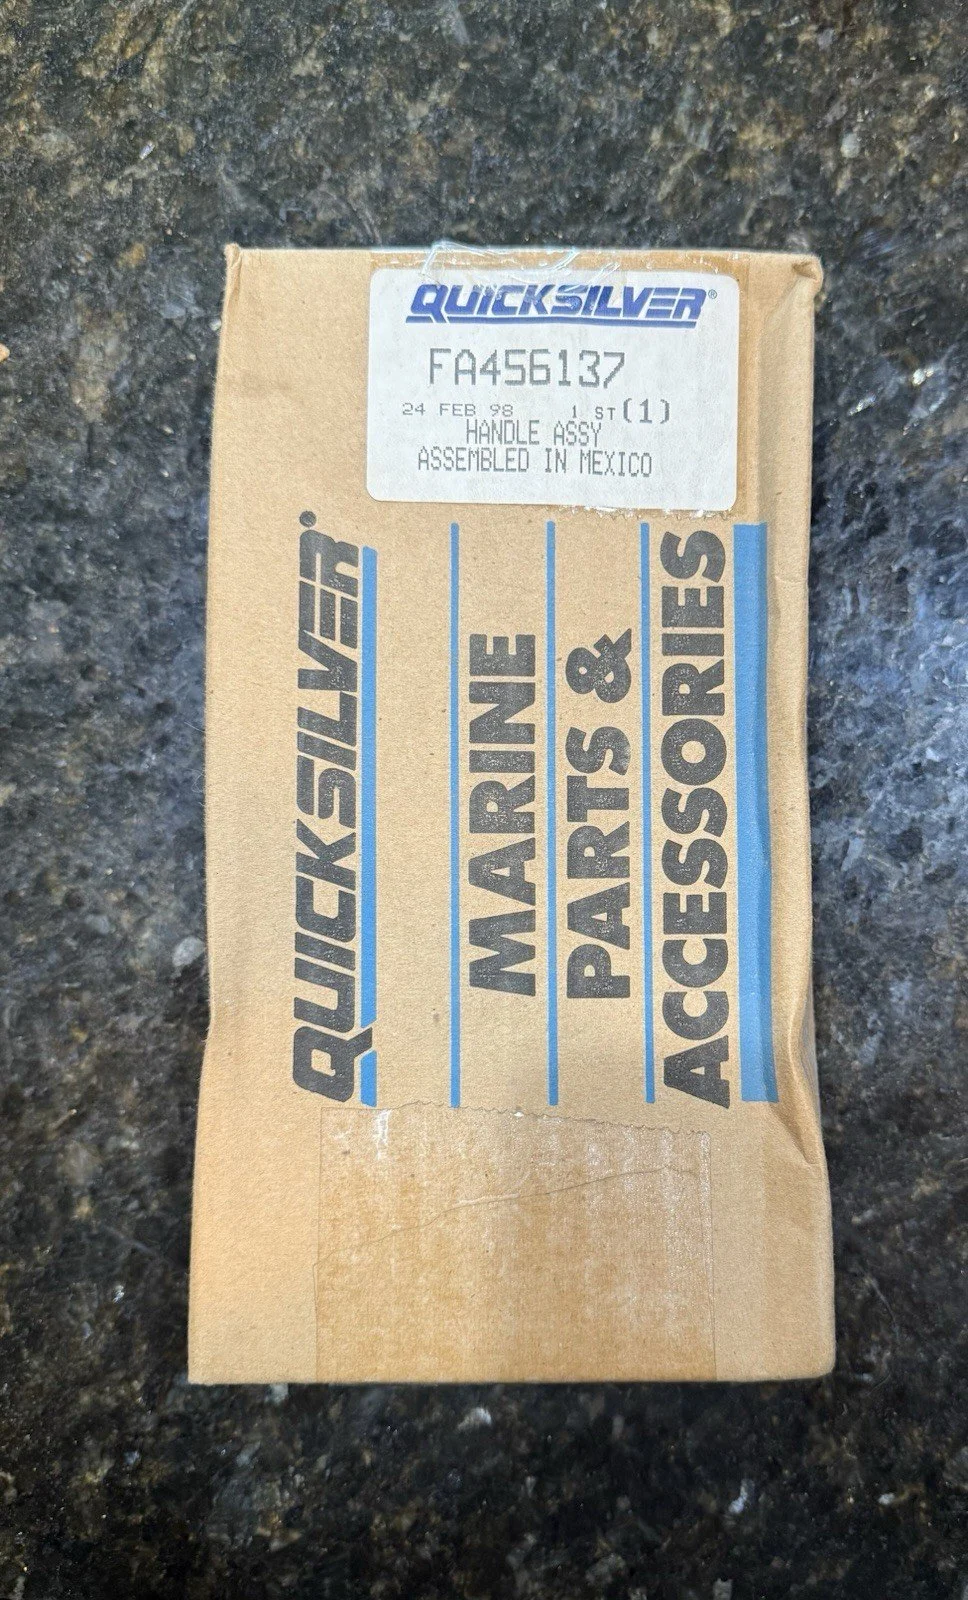 QUICKSILVER®
FA456137
24 FEB 98 1 ST(1)
HANDLE ASSY
ASSEMBLED IN MEXICO
QUICKSILVER®
MARINE
PARTS &
ACCESSORIES